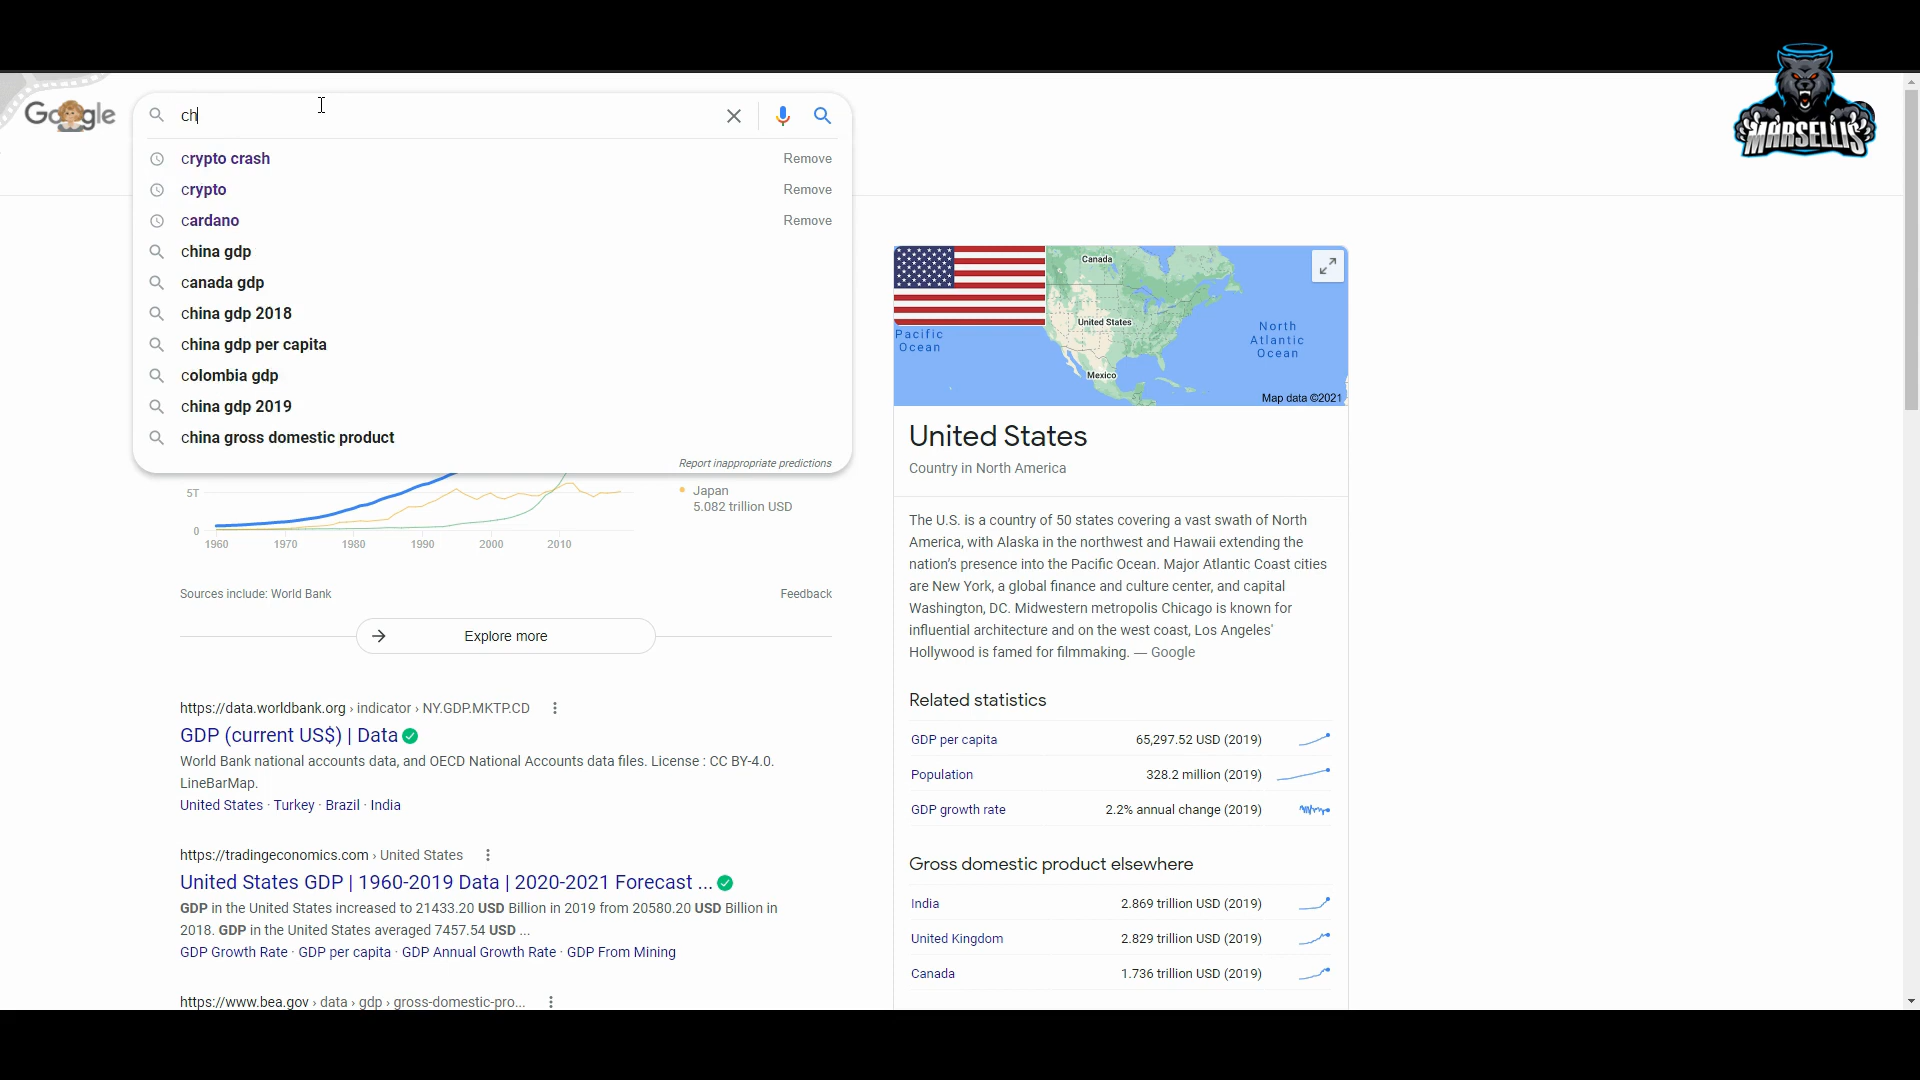 Google
ch
crypto crash Remove
crypto Remove
cardano Remove
china gdp
canada gdp
china gdp 2018
china gdp per capita
colombia gdp
china gdp 2019
china gross domestic product
Report inappropriate predictions
MARSELLIS
5T
0
1960 1970 1980 1990 2000 2010
Japan
5.082 trillion USD
Sources include: World Bank Feedback
Explore more
https://data.worldbank.org › indicator › NY.GDP.MKTP.CD
GDP (current US$) | Data
World Bank national accounts data, and OECD National Accounts data files. License : CC BY-4.0.
LineBarMap.
United States · Turkey · Brazil · India
https://tradingeconomics.com › United States
United States GDP | 1960-2019 Data | 2020-2021 Forecast ...
GDP in the United States increased to 21433.20 USD Billion in 2019 from 20580.20 USD Billion in
2018. GDP in the United States averaged 7457.54 USD ...
GDP Growth Rate · GDP per capita · GDP Annual Growth Rate · GDP From Mining
https://www.bea.gov › data › gdp › gross-domestic-pro...
Canada
United States
Mexico
Pacific
Ocean
North
Atlantic
Ocean
Map data ©2021
United States
Country in North America
The U.S. is a country of 50 states covering a vast swath of North
America, with Alaska in the northwest and Hawaii extending the
nation's presence into the Pacific Ocean. Major Atlantic Coast cities
are New York, a global finance and culture center, and capital
Washington, DC. Midwestern metropolis Chicago is known for
influential architecture and on the west coast, Los Angeles'
Hollywood is famed for filmmaking. — Google
Related statistics
GDP per capita 65,297.52 USD (2019)
Population 328.2 million (2019)
GDP growth rate 2.2% annual change (2019)
Gross domestic product elsewhere
India 2.869 trillion USD (2019)
United Kingdom 2.829 trillion USD (2019)
Canada 1.736 trillion USD (2019)